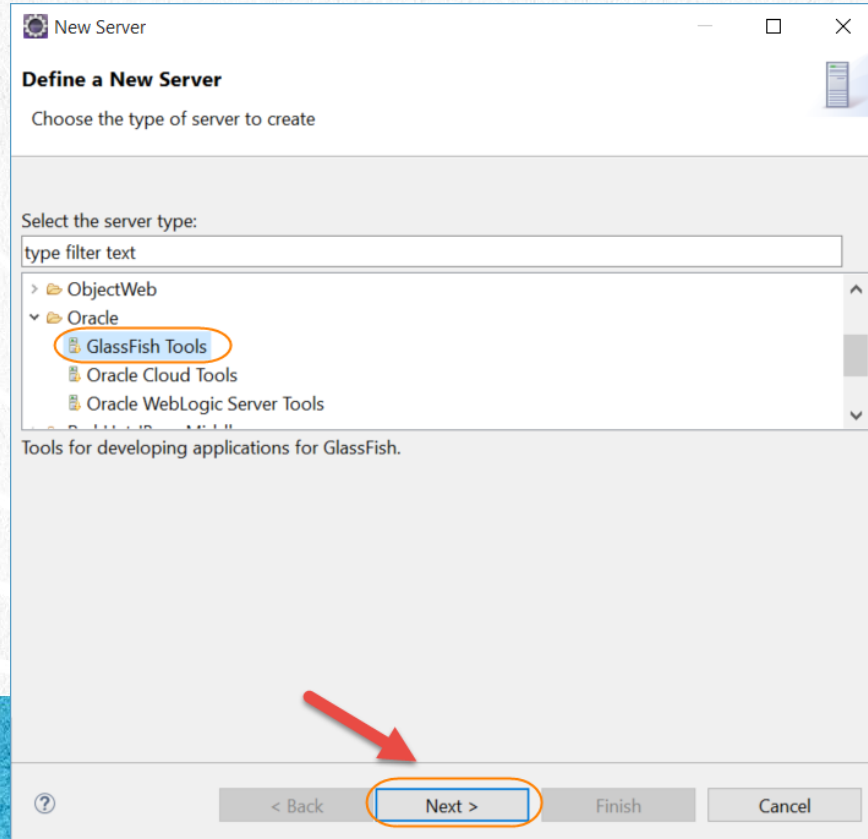 New Server
Define a New Server
Choose the type of server to create
Select the server type:
type filter text
ObjectWeb
Oracle
GlassFish Tools
Oracle Cloud Tools
Oracle WebLogic Server Tools
Tools for developing applications for GlassFish.
? < Back Next > Finish Cancel